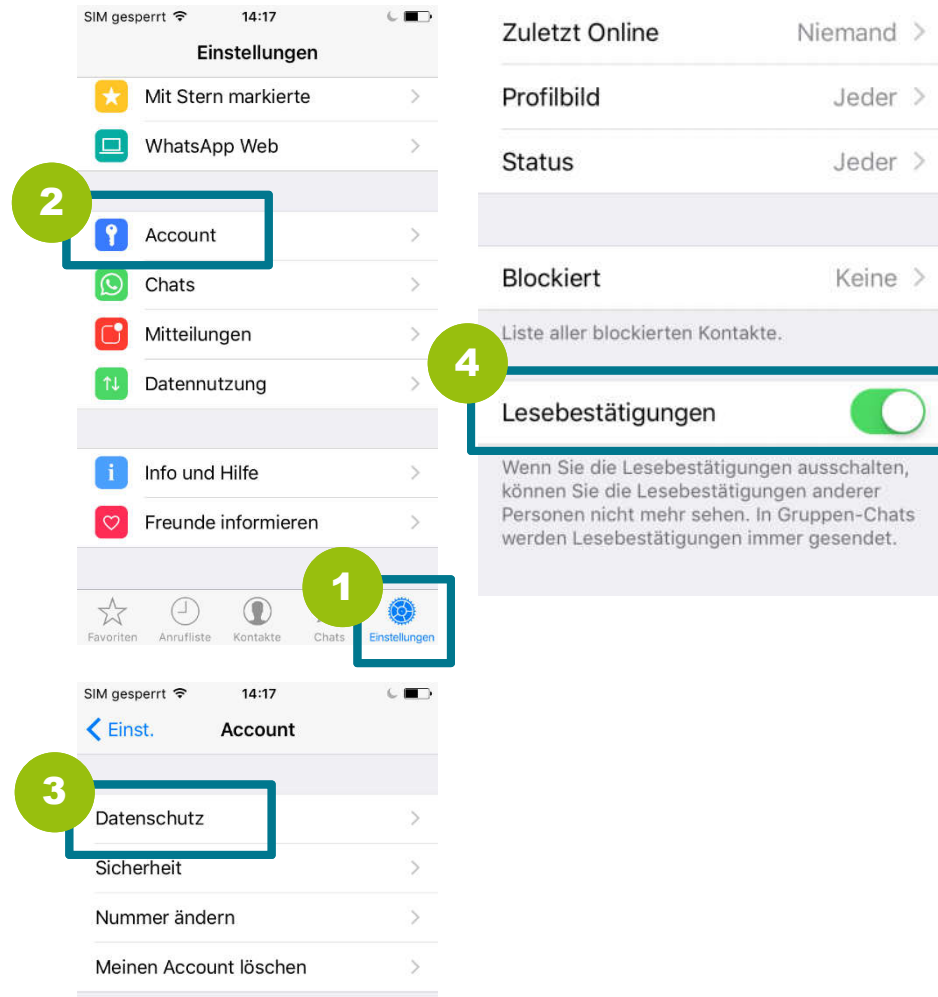 SIM gesperrt 14:17
Einstellungen
Mit Stern markierte
WhatsApp Web
2
Account
Chats
Mitteilungen
Datennutzung
Info und Hilfe
Freunde informieren
1
Favoriten Anrufliste Kontakte Chats Einstellungen
SIM gesperrt 14:17
Einst. Account
3
Datenschutz
Sicherheit
Nummer ändern
Meinen Account löschen
Zuletzt Online Niemand
Profilbild Jeder
Status Jeder
Blockiert Keine
Liste aller blockierten Kontakte.
4
Lesebestätigungen
Wenn Sie die Lesebestätigungen ausschalten,
können Sie die Lesebestätigungen anderer
Personen nicht mehr sehen. In Gruppen-Chats
werden Lesebestätigungen immer gesendet.